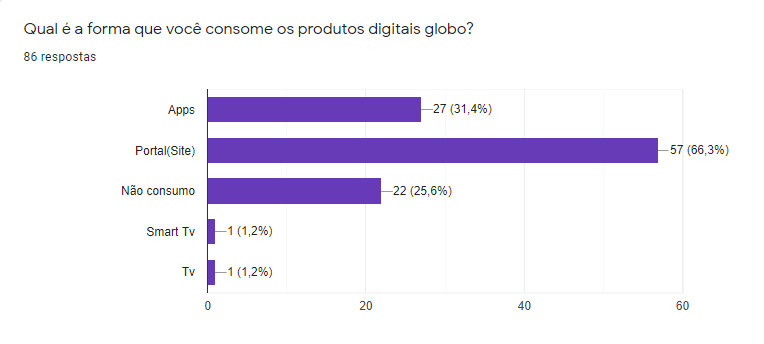 Qual é a forma que você consome os produtos digitais globo?
86 respostas
Apps
27 (31,4%)
Portal(Site)
57 (66,3%)
Não consumo
22 (25,6%)
Smart Tv
1 (1,2%)
Tv
1 (1,2%)
0 20 40 60